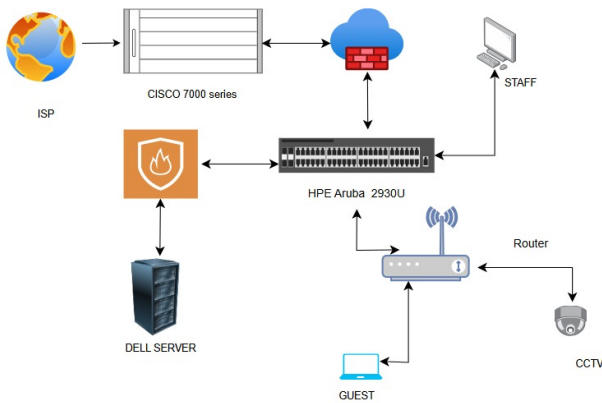 ISP
CISCO 7000 series
STAFF
HPE Aruba 2930U
Router
DELL SERVER
CCTV
GUEST